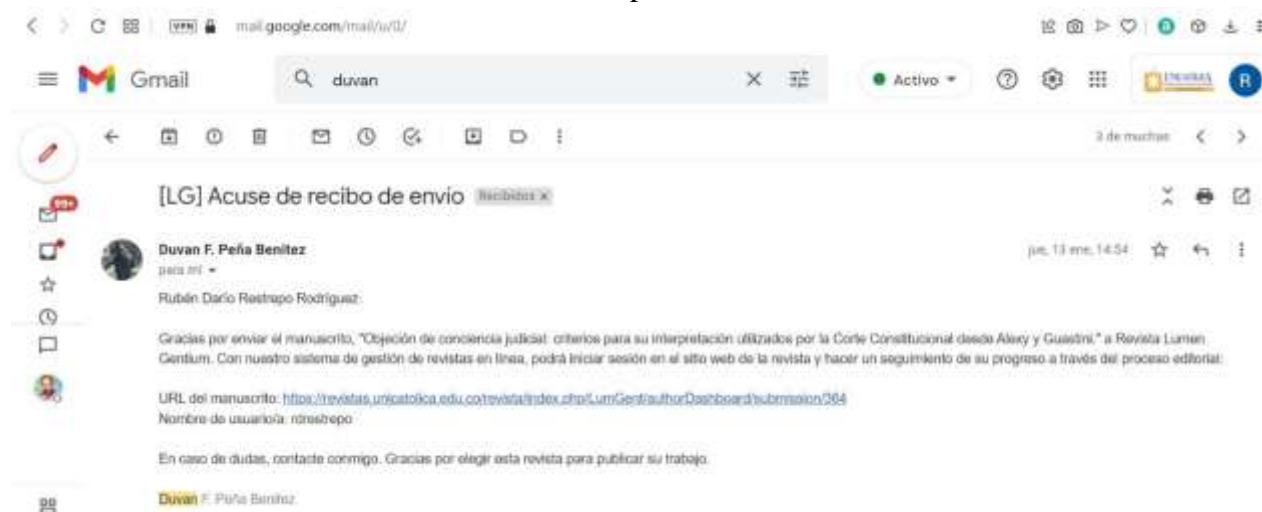 VPN mail.google.com/mail/u/0/
Gmail
duvan
Activo
R
3 de muchas
[LG] Acuse de recibo de envío Recibidos x
99+
Duvan F. Peña Benitez
jue, 13 ene, 14:54
para mí
Rubén Darío Restrepo Rodríguez:
Gracias por enviar el manuscrito, "Objeción de conciencia judicial: criterios para su interpretación utilizados por la Corte Constitucional desde Alexy y Guastini." a Revista Lumen
Gentium. Con nuestro sistema de gestión de revistas en línea, podrá iniciar sesión en el sitio web de la revista y hacer un seguimiento de su progreso a través del proceso editorial:
URL del manuscrito: https://revistas.unicatolica.edu.co/revista/index.php/LumGent/authorDashboard/submission/364
Nombre de usuario/a: rdrestrepo
En caso de dudas, contacte conmigo. Gracias por elegir esta revista para publicar su trabajo.
Duvan F. Peña Benitez